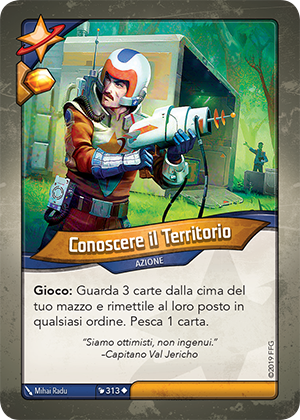 Conoscere il Territorio
AZIONE
Gioco: Guarda 3 carte dalla cima del
tuo mazzo e rimettile al loro posto in
qualsiasi ordine. Pesca 1 carta.
“Siamo ottimisti, non ingenui.”
–Capitano Val Jericho
Mihai Radu
313
©2019 FFG